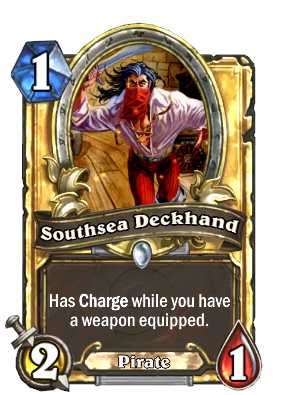 1
Southsea Deckhand
Has Charge while you have
a weapon equipped.
2
Pirate
1